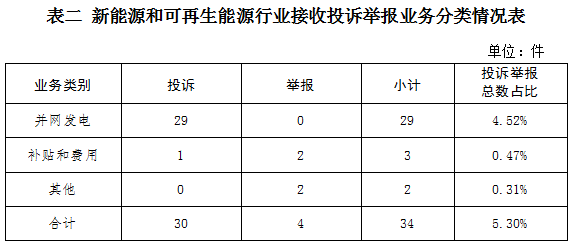 表二 新能源和可再生能源行业接收投诉举报业务分类情况表
单位：件
业务类别 投诉 举报 小计 投诉举报
总数占比
并网发电 29 0 29 4.52%
补贴和费用 1 2 3 0.47%
其他 0 2 2 0.31%
合计 30 4 34 5.30%